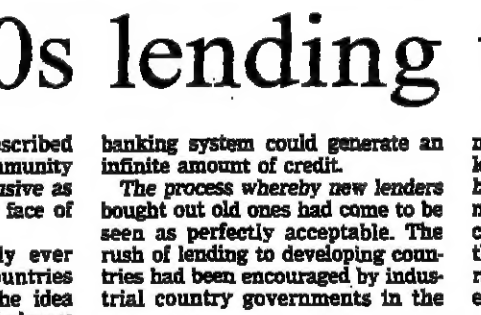 0s lending
scribed
mmunity
usive as
face of
ly ever
ountries
he idea
banking system could generate an
infinite amount of credit.
The process whereby new lenders
bought out old ones had come to be
seen as perfectly acceptable. The
rush of lending to developing coun-
tries had been encouraged by indus-
trial country governments in the